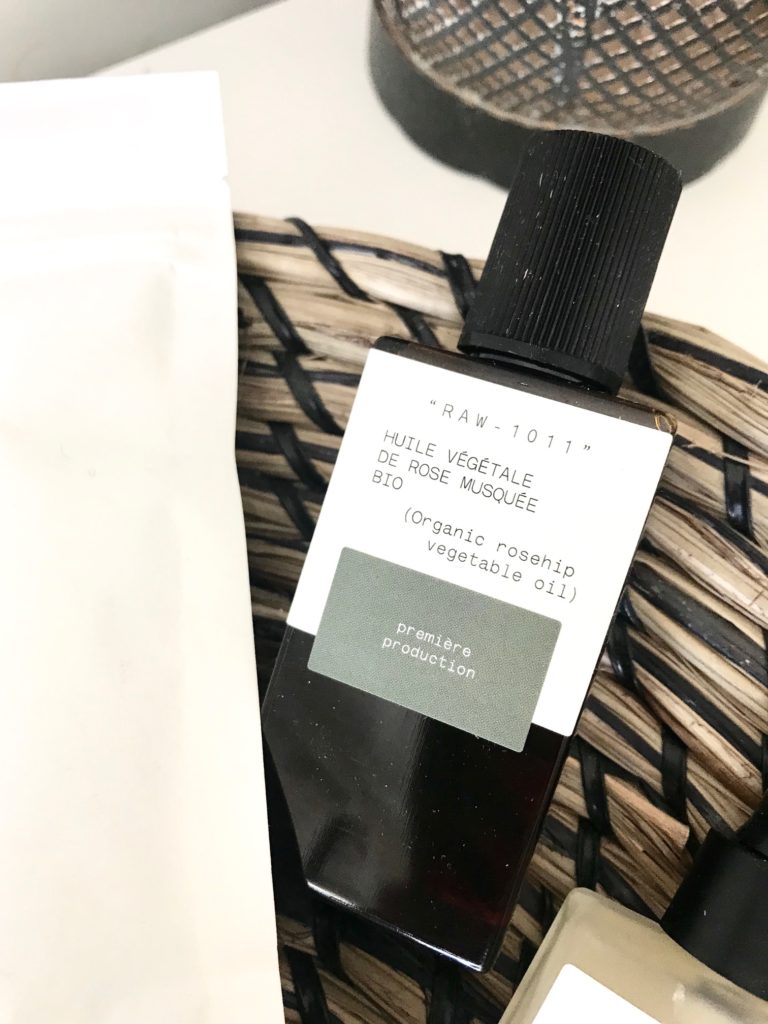 “RAW-1011”
HUILE VÉGÉTALE
DE ROSE MUSQUÉE
BIO
(Organic rosehip
vegetable oil)
première
production